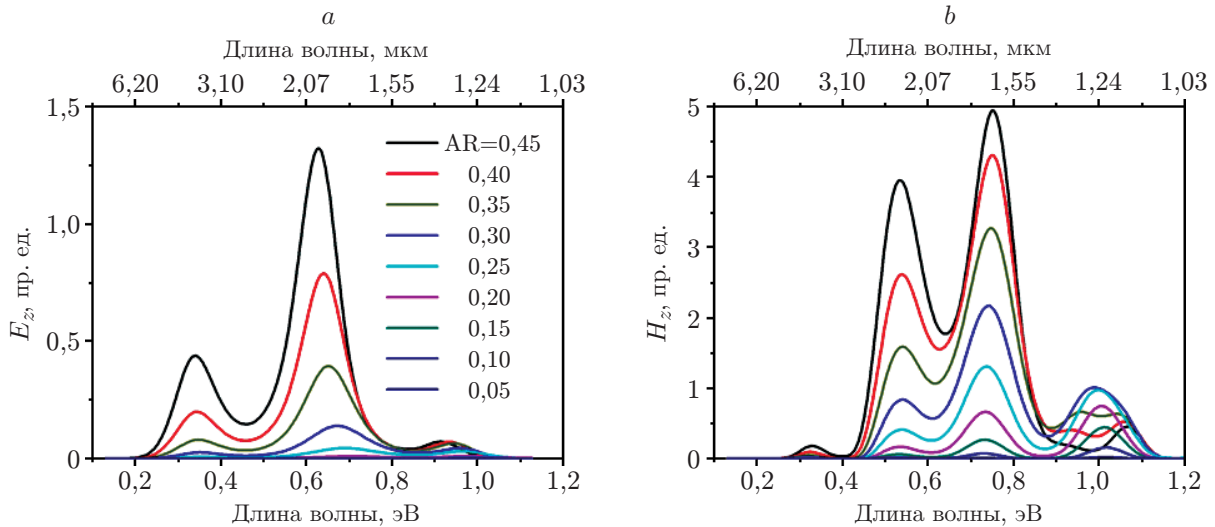 a
Длина волны, мкм
6,20 3,10 2,07 1,55 1,24 1,03
1,5
1,0
0,5
0
E_z, пр. ед.
AR=0,45
0,40
0,35
0,30
0,25
0,20
0,15
0,10
0,05
0,2 0,4 0,6 0,8 1,0 1,2
Длина волны, эВ
b
Длина волны, мкм
6,20 3,10 2,07 1,55 1,24 1,03
5
4
3
2
1
0
H_z, пр. ед.
0,2 0,4 0,6 0,8 1,0 1,2
Длина волны, эВ